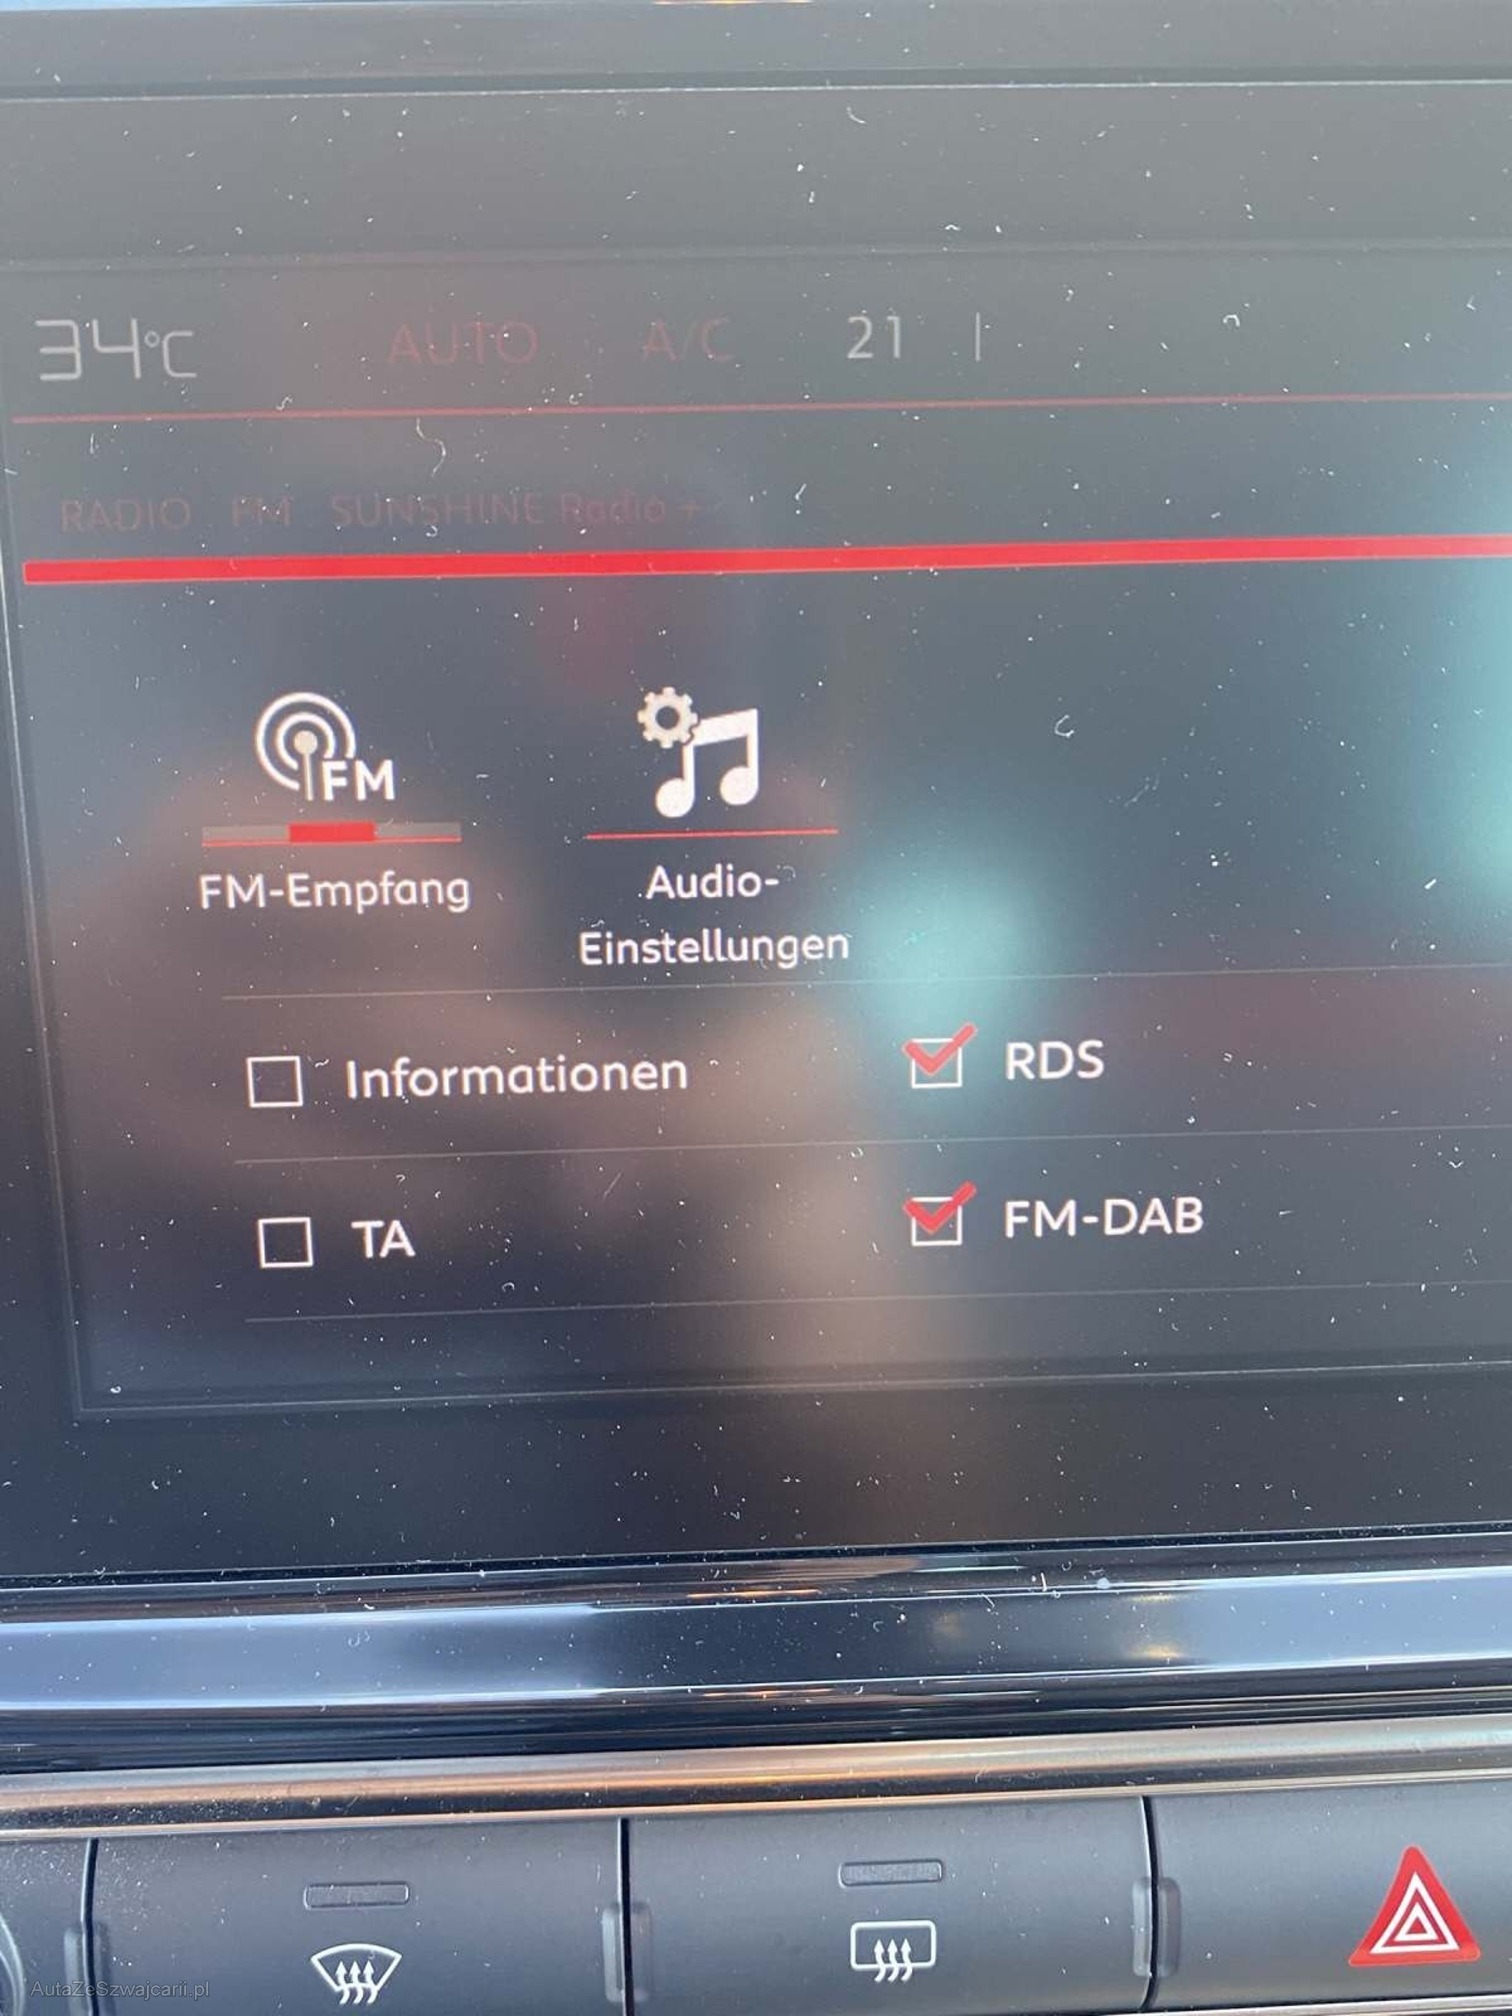 34°C AUTO A/C 21
RADIO FM SUNSHINE Radio +
FM
FM-Empfang
Audio-
Einstellungen
Informationen
RDS
TA
FM-DAB
AutaZeSzwajcarii.pl